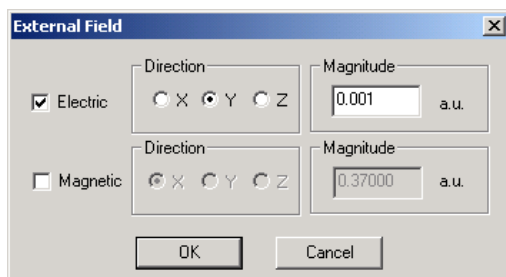 External Field
Direction
Magnitude
Electric
X
Y
Z
0.001
a.u.
Direction
Magnitude
Magnetic
X
Y
Z
0.37000
a.u.
OK
Cancel